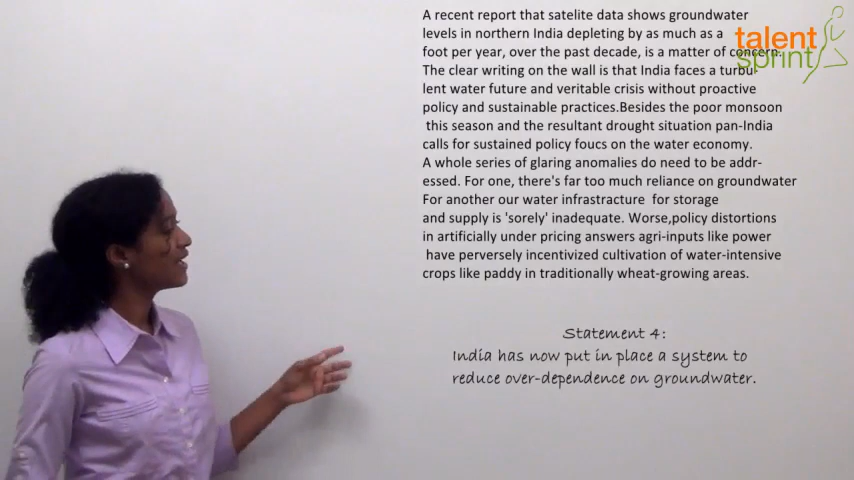 A recent report that satelite data shows groundwater
levels in northern India depleting by as much as a
foot per year, over the past decade, is a matter of concern.
The clear writing on the wall is that India faces a turbu
lent water future and veritable crisis without proactive
policy and sustainable practices.Besides the poor monsoon
this season and the resultant drought situation pan-India
calls for sustained policy foucs on the water economy.
A whole series of glaring anomalies do need to be addr-
essed. For one, there's far too much reliance on groundwater
For another our water infrastracture for storage
and supply is 'sorely' inadequate. Worse,policy distortions
in artificially under pricing answers agri-inputs like power
have perversely incentivized cultivation of water-intensive
crops like paddy in traditionally wheat-growing areas.
talent
sprint
Statement 4:
India has now put in place a system to
reduce over-dependence on groundwater.